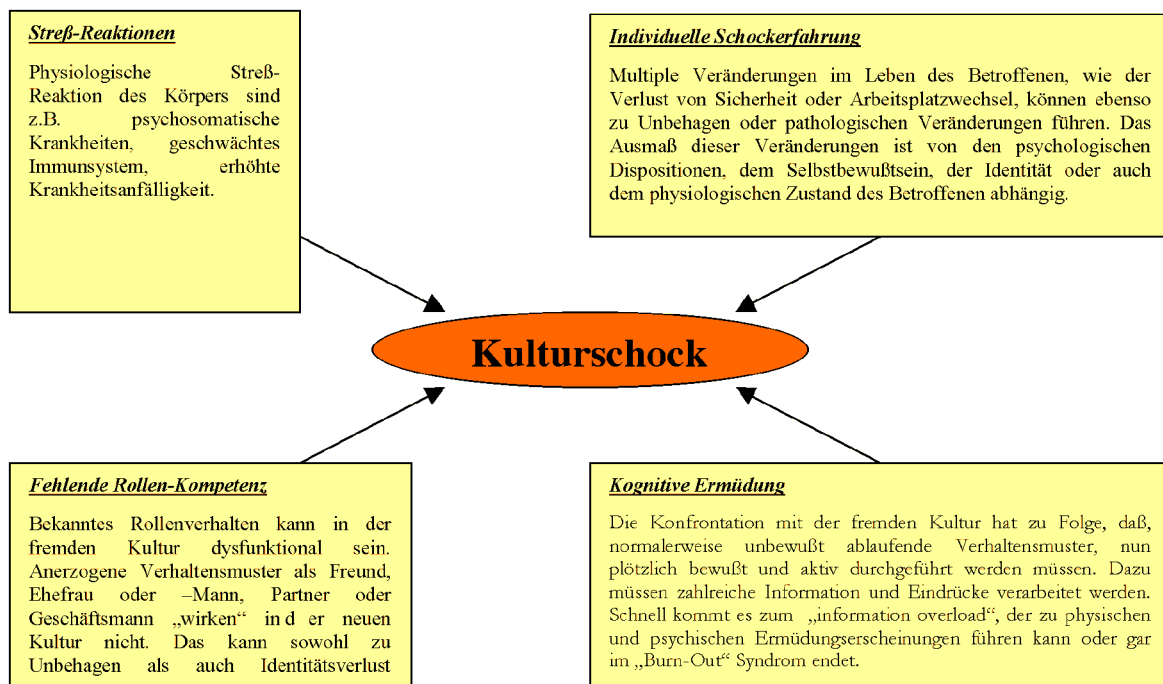 Streß-Reaktionen
Physiologische Streß-
Reaktion des Körpers sind
z.B. psychosomatische
Krankheiten, geschwächtes
Immunsystem, erhöhte
Krankheitsanfälligkeit.
Individuelle Schockerfahrung
Multiple Veränderungen im Leben des Betroffenen, wie der
Verlust von Sicherheit oder Arbeitsplatzwechsel, können ebenso
zu Unbehagen oder pathologischen Veränderungen führen. Das
Ausmaß dieser Veränderungen ist von den psychologischen
Dispositionen, dem Selbstbewußtsein, der Identität oder auch
dem physiologischen Zustand des Betroffenen abhängig.
Kulturschock
Fehlende Rollen-Kompetenz
Bekanntes Rollenverhalten kann in der
fremden Kultur dysfunktional sein.
Anerzogene Verhaltensmuster als Freund,
Ehefrau oder –Mann, Partner oder
Geschäftsmann „wirken“ in d er neuen
Kultur nicht. Das kann sowohl zu
Unbehagen als auch Identitätsverlust
Kognitive Ermüdung
Die Konfrontation mit der fremden Kultur hat zu Folge, daß,
normalerweise unbewußt ablaufende Verhaltensmuster, nun
plötzlich bewußt und aktiv durchgeführt werden müssen. Dazu
müssen zahlreiche Information und Eindrücke verarbeitet werden.
Schnell kommt es zum „information overload“, der zu physischen
und psychischen Ermüdungserscheinungen führen kann oder gar
im „Burn-Out“ Syndrom endet.